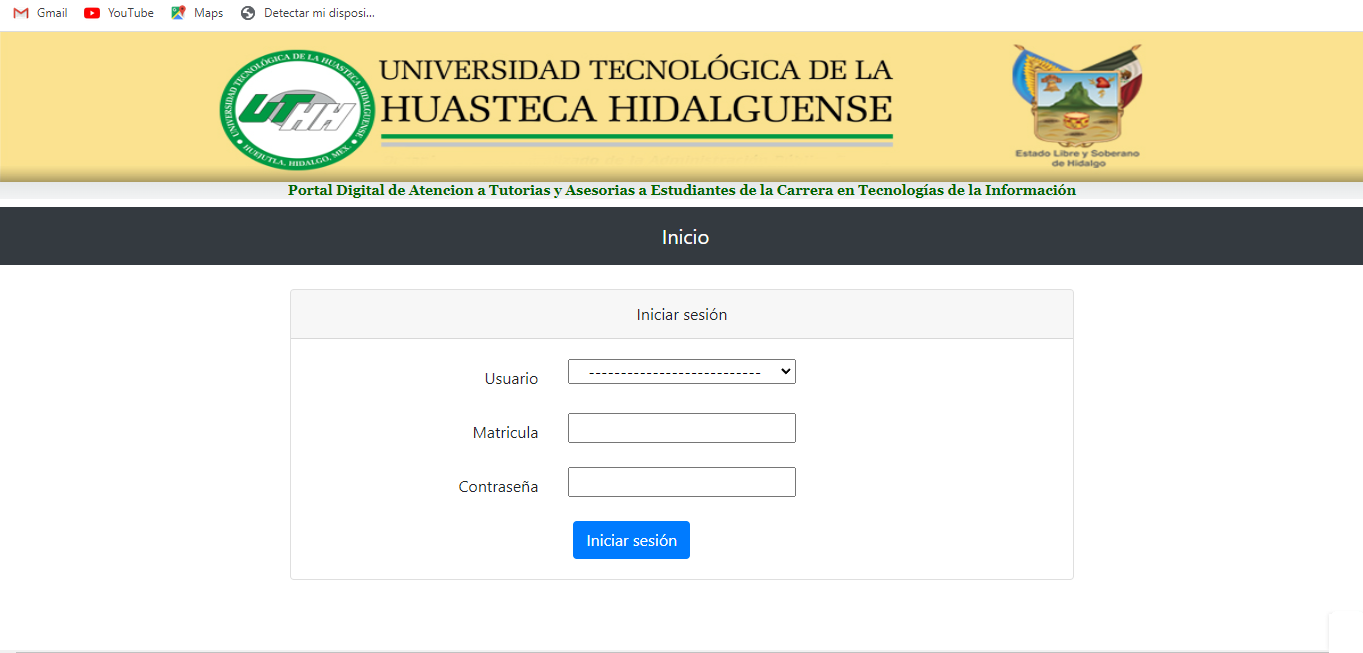 Gmail YouTube Maps Detectar mi disposi...
UNIVERSIDAD TECNOLÓGICA DE LA HUASTECA HIDALGUENSE
UTHH
HUEJUTLA, HIDALGO, MEX.
UNIVERSIDAD TECNOLÓGICA DE LA
HUASTECA HIDALGUENSE
Estado Libre y Soberano
de Hidalgo
Portal Digital de Atencion a Tutorias y Asesorias a Estudiantes de la Carrera en Tecnologías de la Información
Inicio
Iniciar sesión
Usuario ---------------------------
Matricula
Contraseña
Iniciar sesión